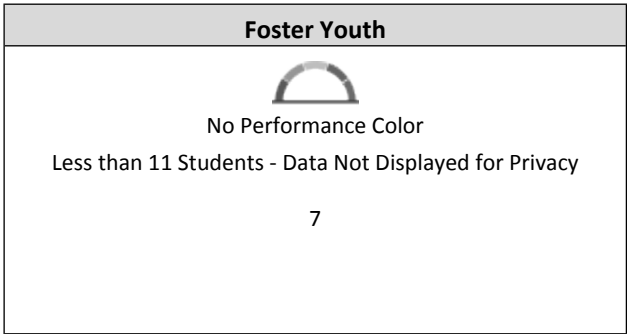 Foster Youth
No Performance Color
Less than 11 Students - Data Not Displayed for Privacy
7